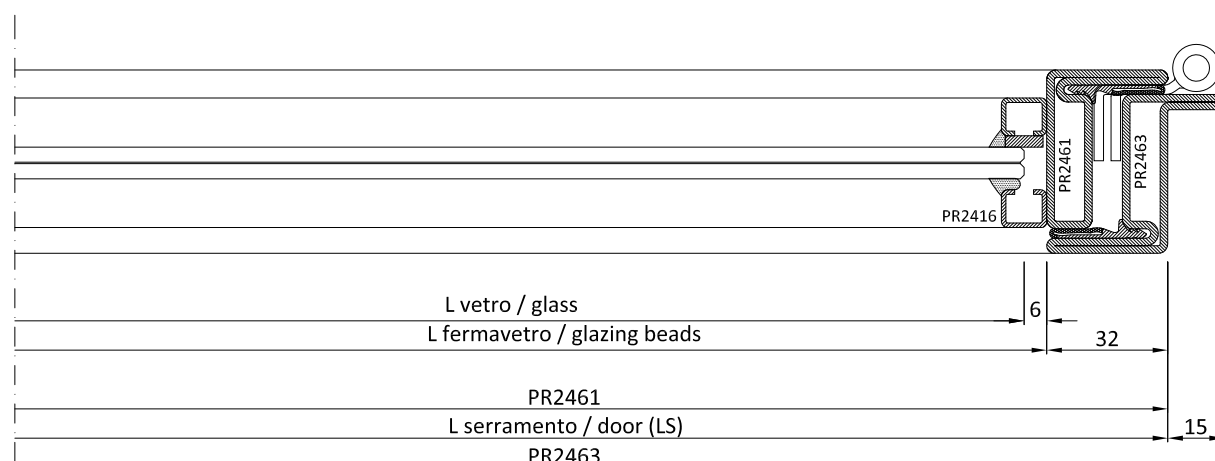 PR2461
PR2463
PR2416
L vetro / glass
6
L fermavetro / glazing beads
32
PR2461
L serramento / door (LS)
15
PR2463